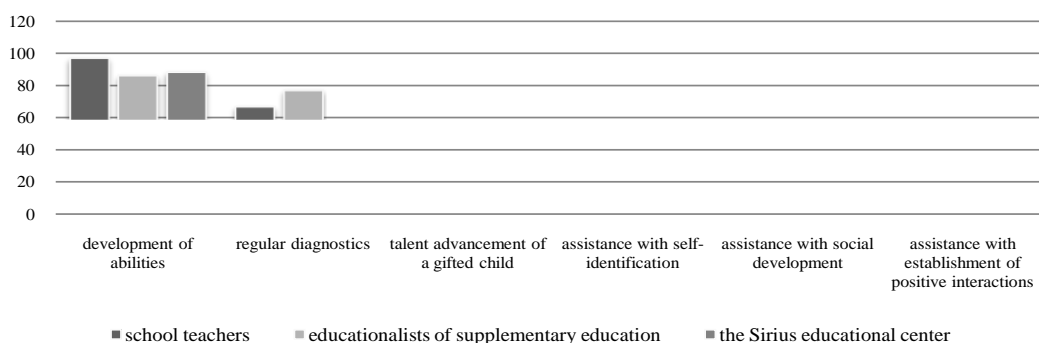 120
100
80
60
40
20
0
development of abilities
regular diagnostics
talent advancement of a gifted child
assistance with self-identification
assistance with social development
assistance with establishment of positive interactions
school teachers
educationalists of supplementary education
the Sirius educational center